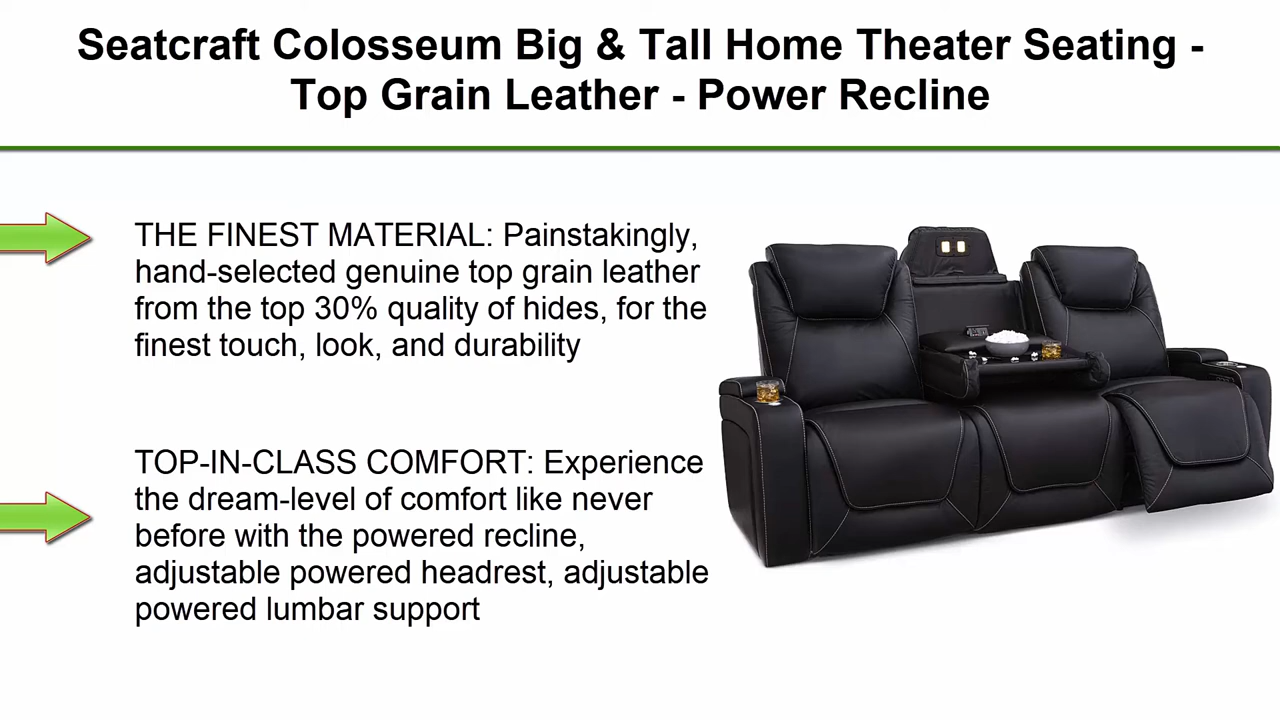 Seatcraft Colosseum Big & Tall Home Theater Seating -
Top Grain Leather - Power Recline
THE FINEST MATERIAL: Painstakingly,
hand-selected genuine top grain leather
from the top 30% quality of hides, for the
finest touch, look, and durability
TOP-IN-CLASS COMFORT: Experience
the dream-level of comfort like never
before with the powered recline,
adjustable powered headrest, adjustable
powered lumbar support